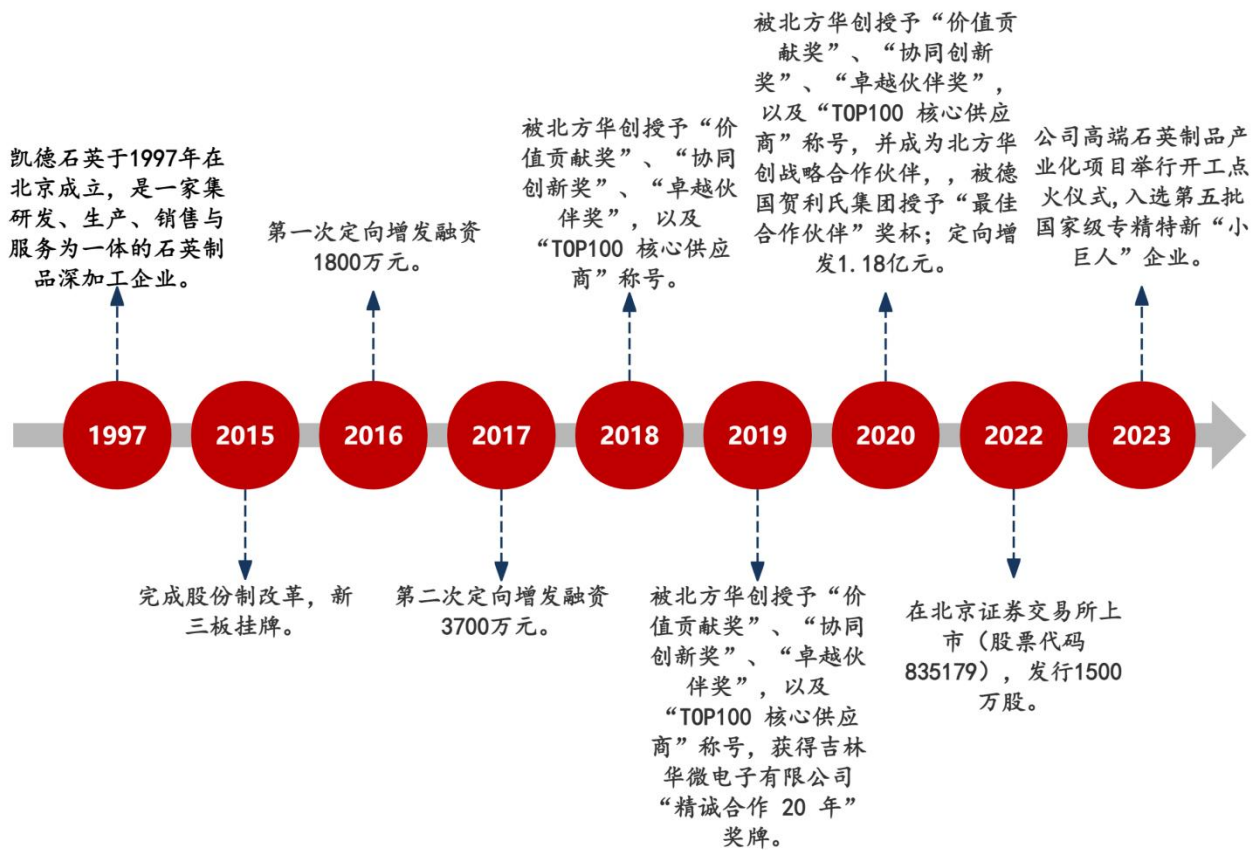 凯德石英于1997年在
北京成立，是一家集
研发、生产、销售与
服务为一体的石英制
品深加工企业。
第一次定向增发融资
1800万元。
被北方华创授予“价
值贡献奖”、“协同
创新奖”、“卓越伙
伴奖”，以及
“TOP100 核心供应
商”称号。
被北方华创授予“价值贡
献奖”、“协同创新
奖”、“卓越伙伴奖”，
以及“TOP100 核心供应
商”称号，并成为北方华
创战略合作伙伴，，被德
国贺利氏集团授予“最佳
合作伙伴”奖杯；定向增
发1.18亿元。
公司高端石英制品产
业化项目举行开工点
火仪式,入选第五批
国家级专精特新“小
巨人”企业。
1997
2015
2016
2017
2018
2019
2020
2022
2023
完成股份制改革，新
三板挂牌。
第二次定向增发融资
3700万元。
被北方华创授予“价
值贡献奖”、“协同
创新奖”、“卓越伙
伴奖”，以及
“TOP100 核心供应
商”称号，获得吉林
华微电子有限公司
“精诚合作 20 年”
奖牌。
在北京证券交易所上
市（股票代码
835179），发行1500
万股。